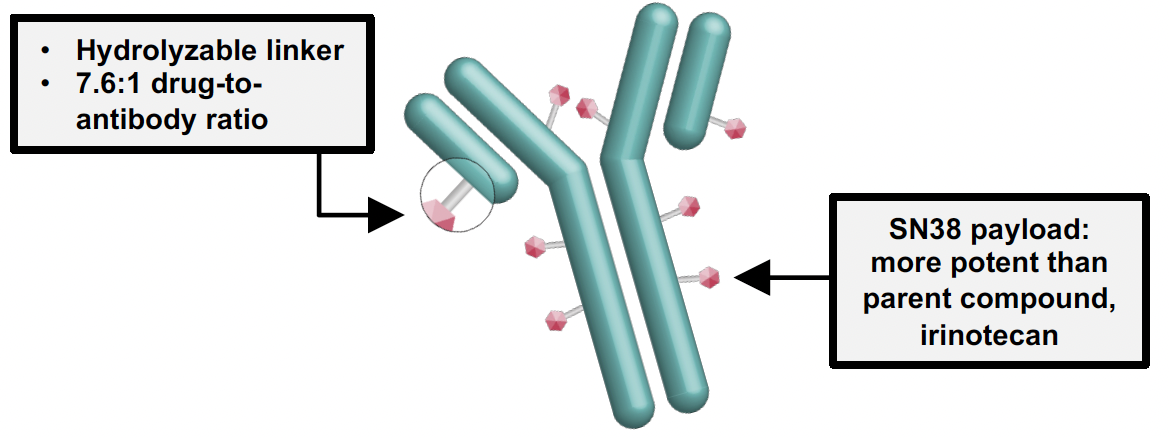 • Hydrolyzable linker
• 7.6:1 drug-to-
antibody ratio
SN38 payload:
more potent than
parent compound,
irinotecan